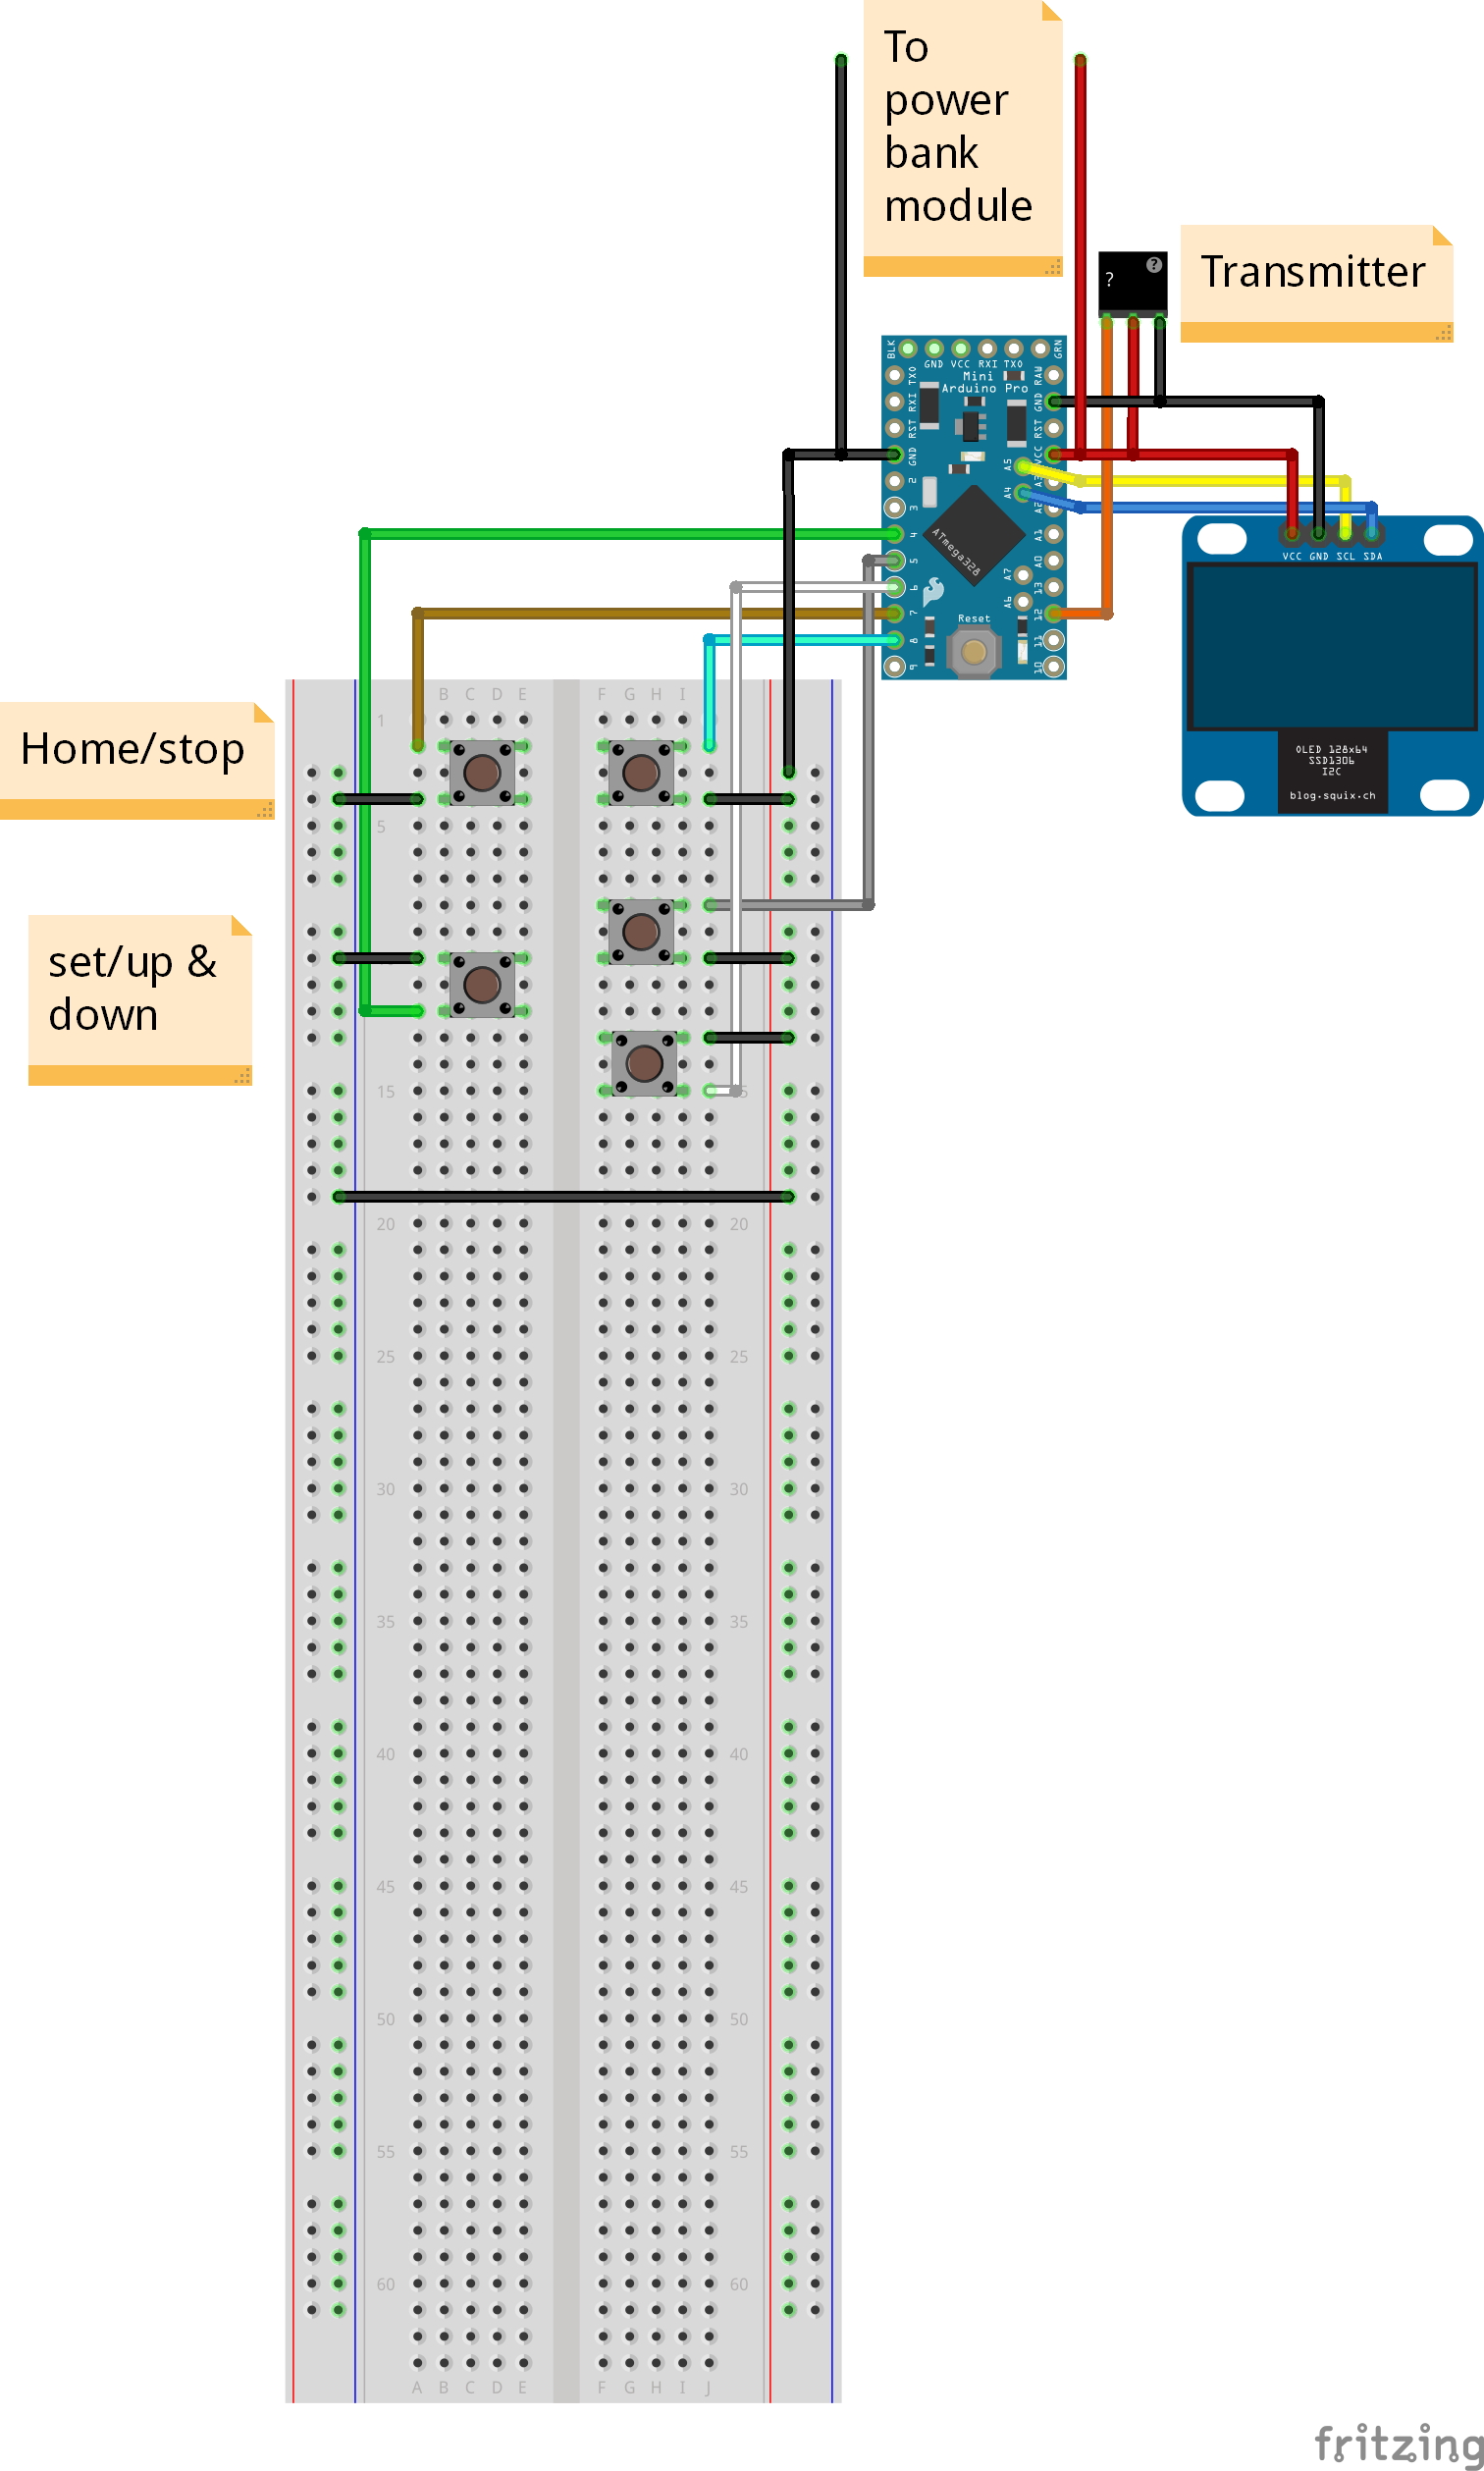 To
power
bank
module
Transmitter
?
?
BLK
GND VCC RXI TXO
GRN
Mini
Arduino Pro
TXO
RXI
RST
GND
2
3
4
5
6
7
8
9
RAW
GND
RST
VCC
A3
A2
A1
A0
13
12
11
10
A5
A4
A7
A6
ATmega328
Reset
VCC GND SCL SDA
OLED 128x64
SSD1306
I2C
blog.squix.ch
Home/stop
set/up &
down
B C D E F G H I
1
5
15 5
20 20
25 25
30 30
35 35
40 40
45 45
50 50
55 55
60 60
A B C D E F G H I J
fritzing